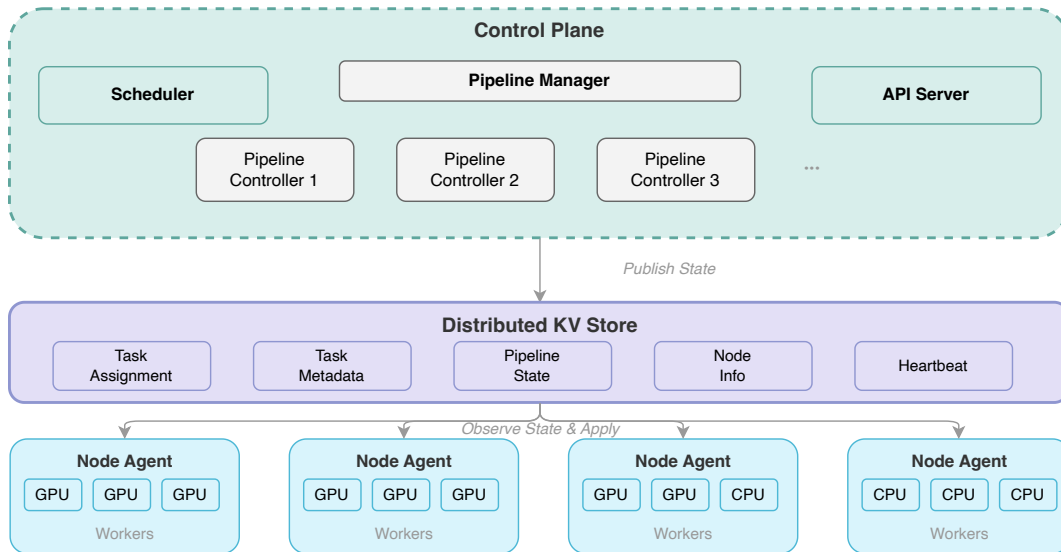 Control Plane
Scheduler
Pipeline Manager
API Server
Pipeline
Controller 1
Pipeline
Controller 2
Pipeline
Controller 3
...
Publish State
Distributed KV Store
Task
Assignment
Task
Metadata
Pipeline
State
Node
Info
Heartbeat
Observe State & Apply
Node Agent
GPU GPU GPU
Workers
Node Agent
GPU GPU GPU
Workers
Node Agent
GPU GPU CPU
Workers
Node Agent
CPU CPU CPU
Workers